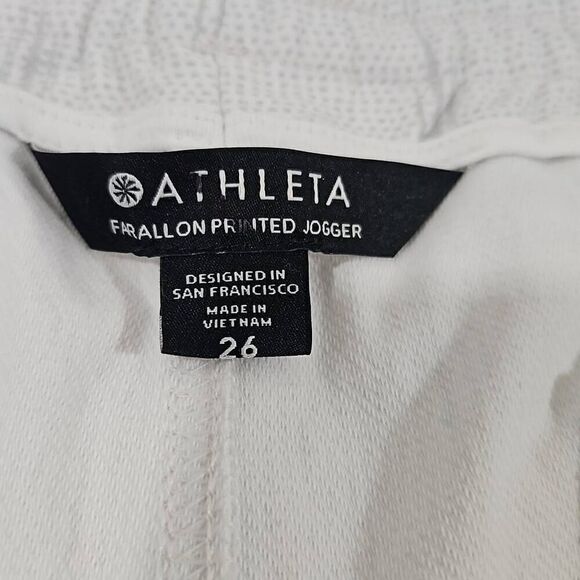 ATHLETA
FARALLON PRINTED JOGGER
DESIGNED IN
SAN FRANCISCO
MADE IN
VIETNAM
26